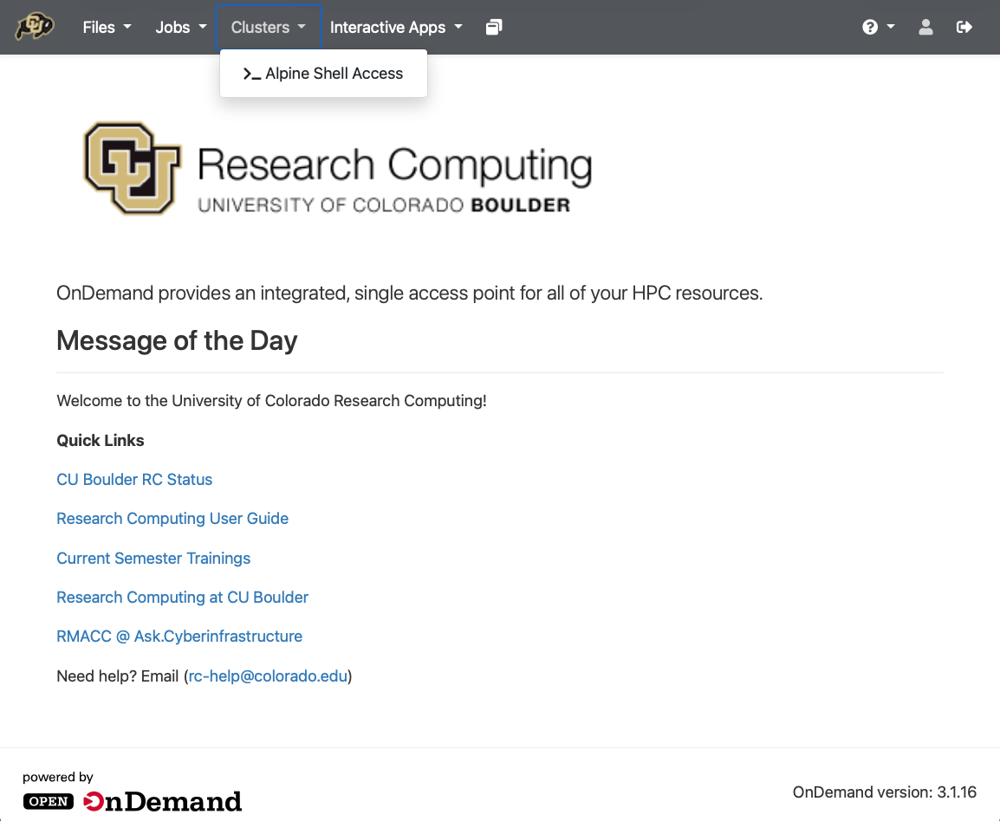 Files Jobs Clusters Interactive Apps
>_ Alpine Shell Access
CU
Research Computing
UNIVERSITY OF COLORADO BOULDER
OnDemand provides an integrated, single access point for all of your HPC resources.
Message of the Day
Welcome to the University of Colorado Research Computing!
Quick Links
CU Boulder RC Status
Research Computing User Guide
Current Semester Trainings
Research Computing at CU Boulder
RMACC @ Ask.Cyberinfrastructure
Need help? Email (rc-help@colorado.edu)
powered by
OPEN OnDemand
OnDemand version: 3.1.16